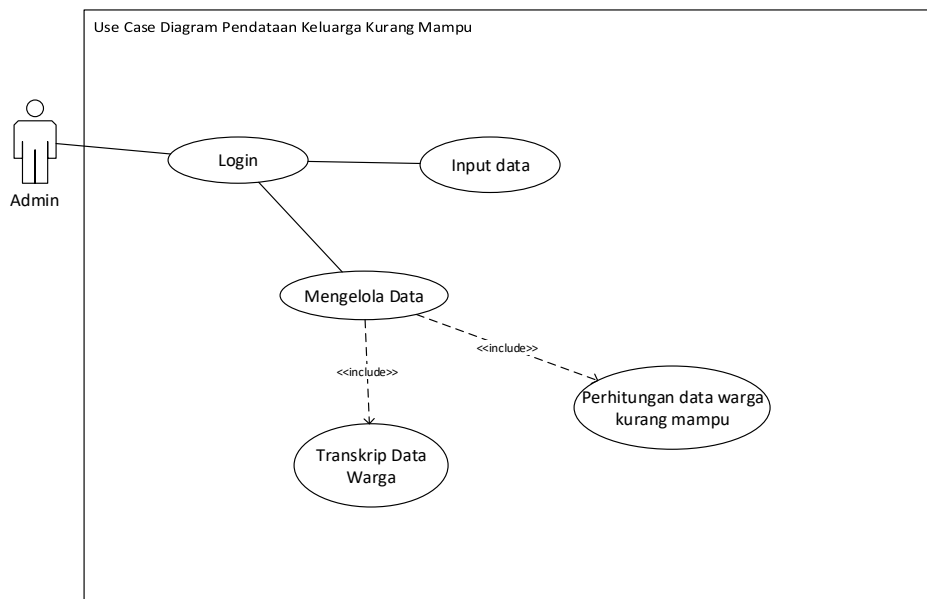 Use Case Diagram Pendataan Keluarga Kurang Mampu
Admin
Login
Input data
Mengelola Data
<<include>>
<<include>>
Perhitungan data warga
kurang mampu
Transkrip Data
Warga